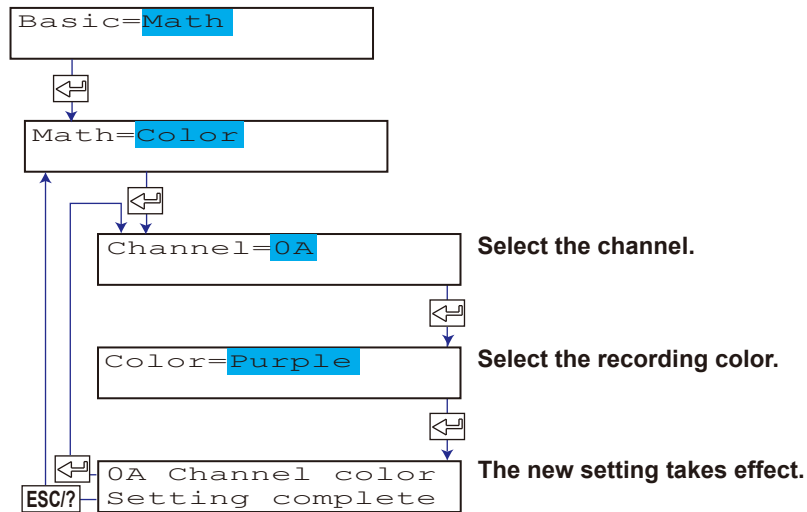 Basic=Math
Math=Color
Channel=0A
Select the channel.
Color=Purple
Select the recording color.
0A Channel color
Setting complete
The new setting takes effect.
ESC/?